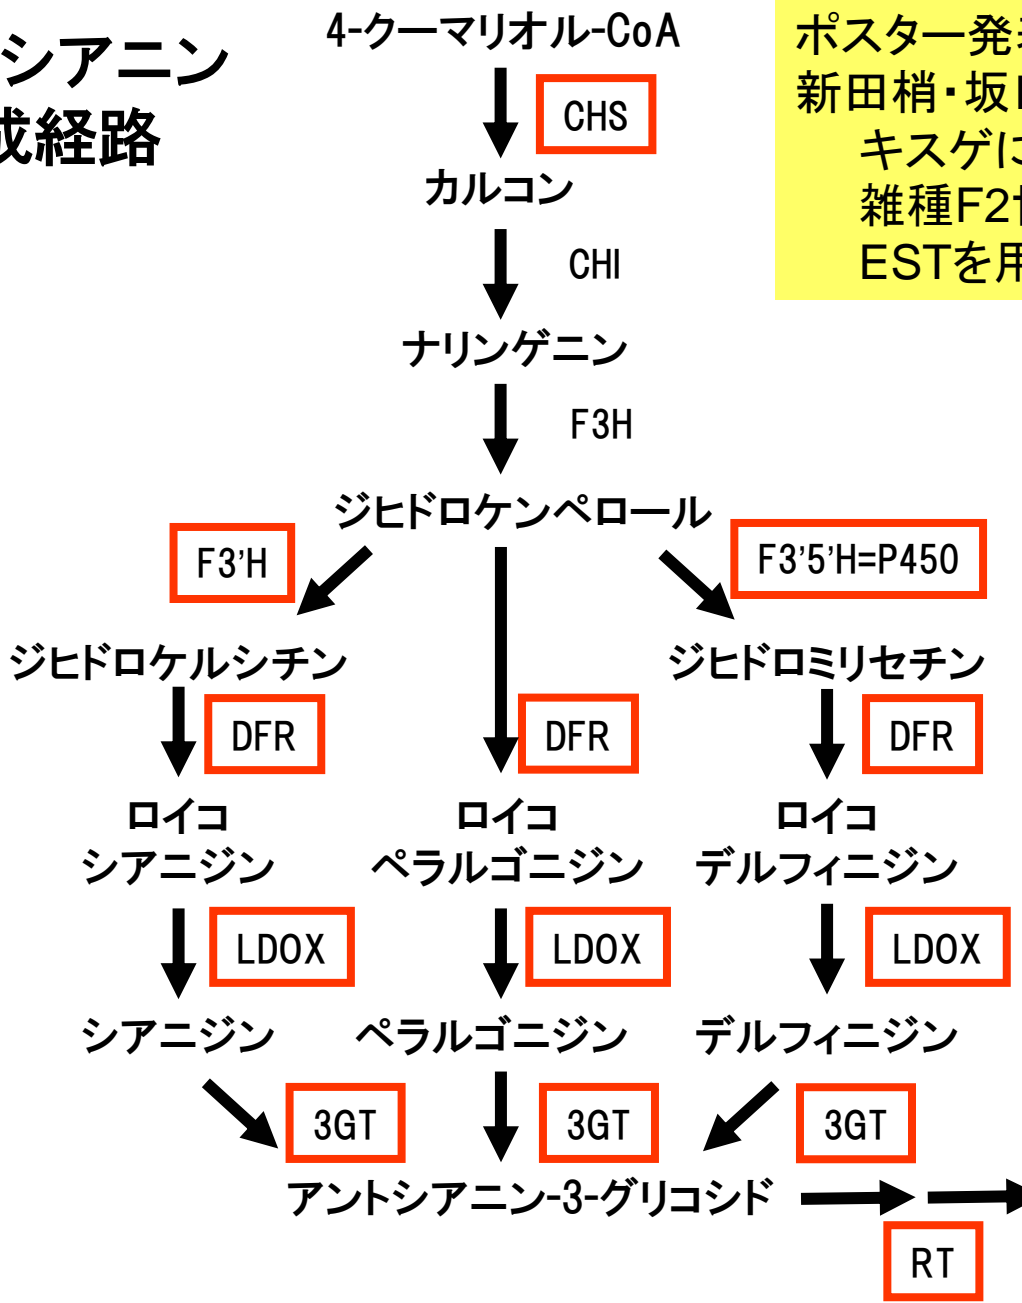 シアニン
成経路
4-クーマリオル-CoA
ポスター発
新田梢・坂
キスゲに
雑種F2
ESTを用
CHS
カルコン
CHI
ナリンゲニン
F3H
ジヒドロケンペロール
F3’H
F3’5’H=P450
ジヒドロケルシチン
ジヒドロミリセチン
DFR
DFR
DFR
ロイコ
シアニジン
ロイコ
ペラルゴニジン
ロイコ
デルフィニジン
LDOX
LDOX
LDOX
シアニジン
ペラルゴニジン
デルフィニジン
3GT
3GT
3GT
アントシアニン-3-グリコシド
RT